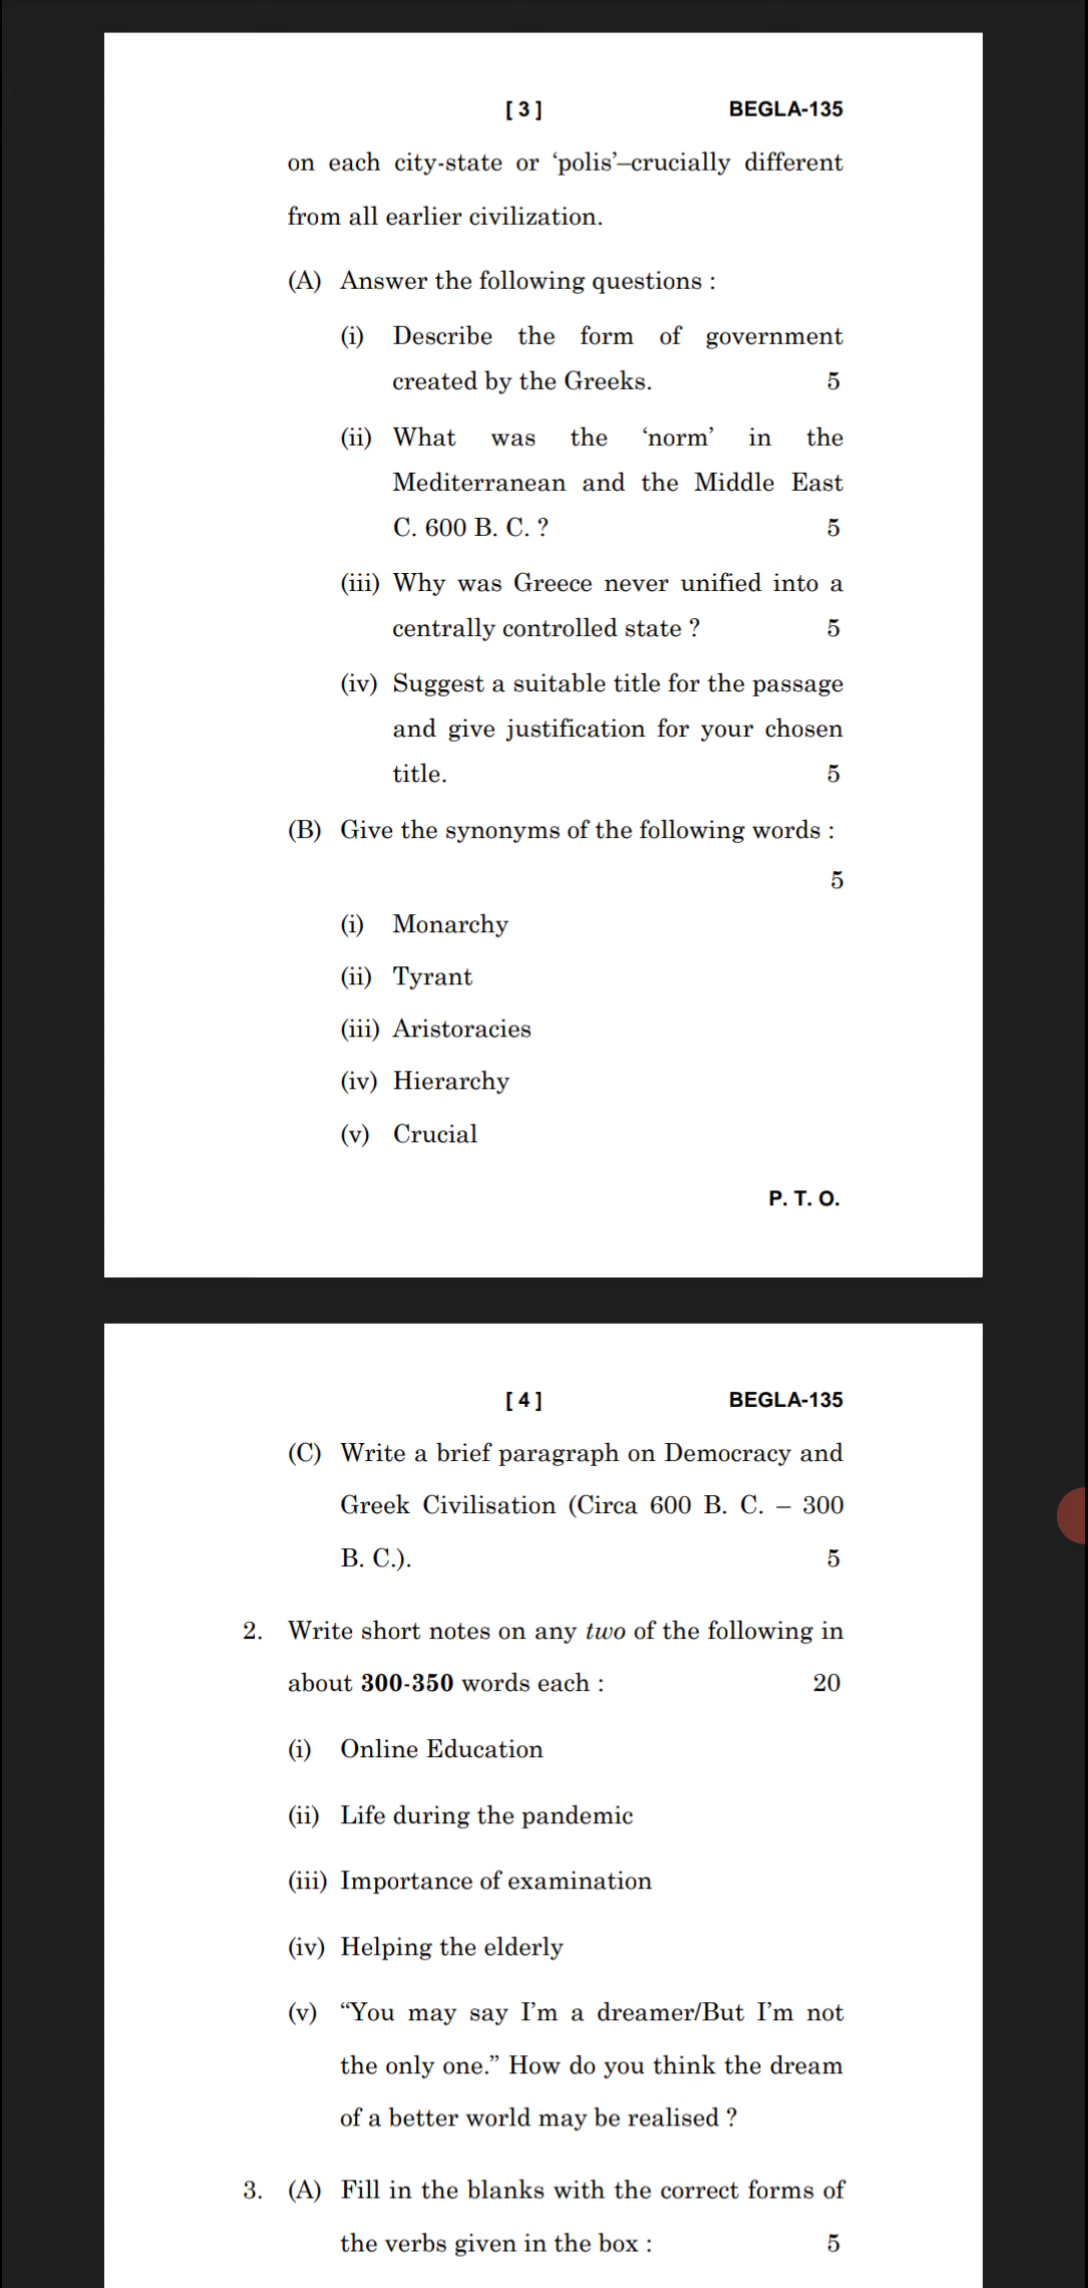 [ 3 ] BEGLA-135
on each city-state or ‘polis’–crucially different
from all earlier civilization.
(A) Answer the following questions :
(i) Describe the form of government
created by the Greeks. 5
(ii) What was the ‘norm’ in the
Mediterranean and the Middle East
C. 600 B. C. ? 5
(iii) Why was Greece never unified into a
centrally controlled state ? 5
(iv) Suggest a suitable title for the passage
and give justification for your chosen
title. 5
(B) Give the synonyms of the following words :
5
(i) Monarchy
(ii) Tyrant
(iii) Aristoracies
(iv) Hierarchy
(v) Crucial
P. T. O.
[ 4 ] BEGLA-135
(C) Write a brief paragraph on Democracy and
Greek Civilisation (Circa 600 B. C. – 300
B. C.). 5
2. Write short notes on any two of the following in
about 300-350 words each : 20
(i) Online Education
(ii) Life during the pandemic
(iii) Importance of examination
(iv) Helping the elderly
(v) “You may say I’m a dreamer/But I’m not
the only one.” How do you think the dream
of a better world may be realised ?
3. (A) Fill in the blanks with the correct forms of
the verbs given in the box : 5